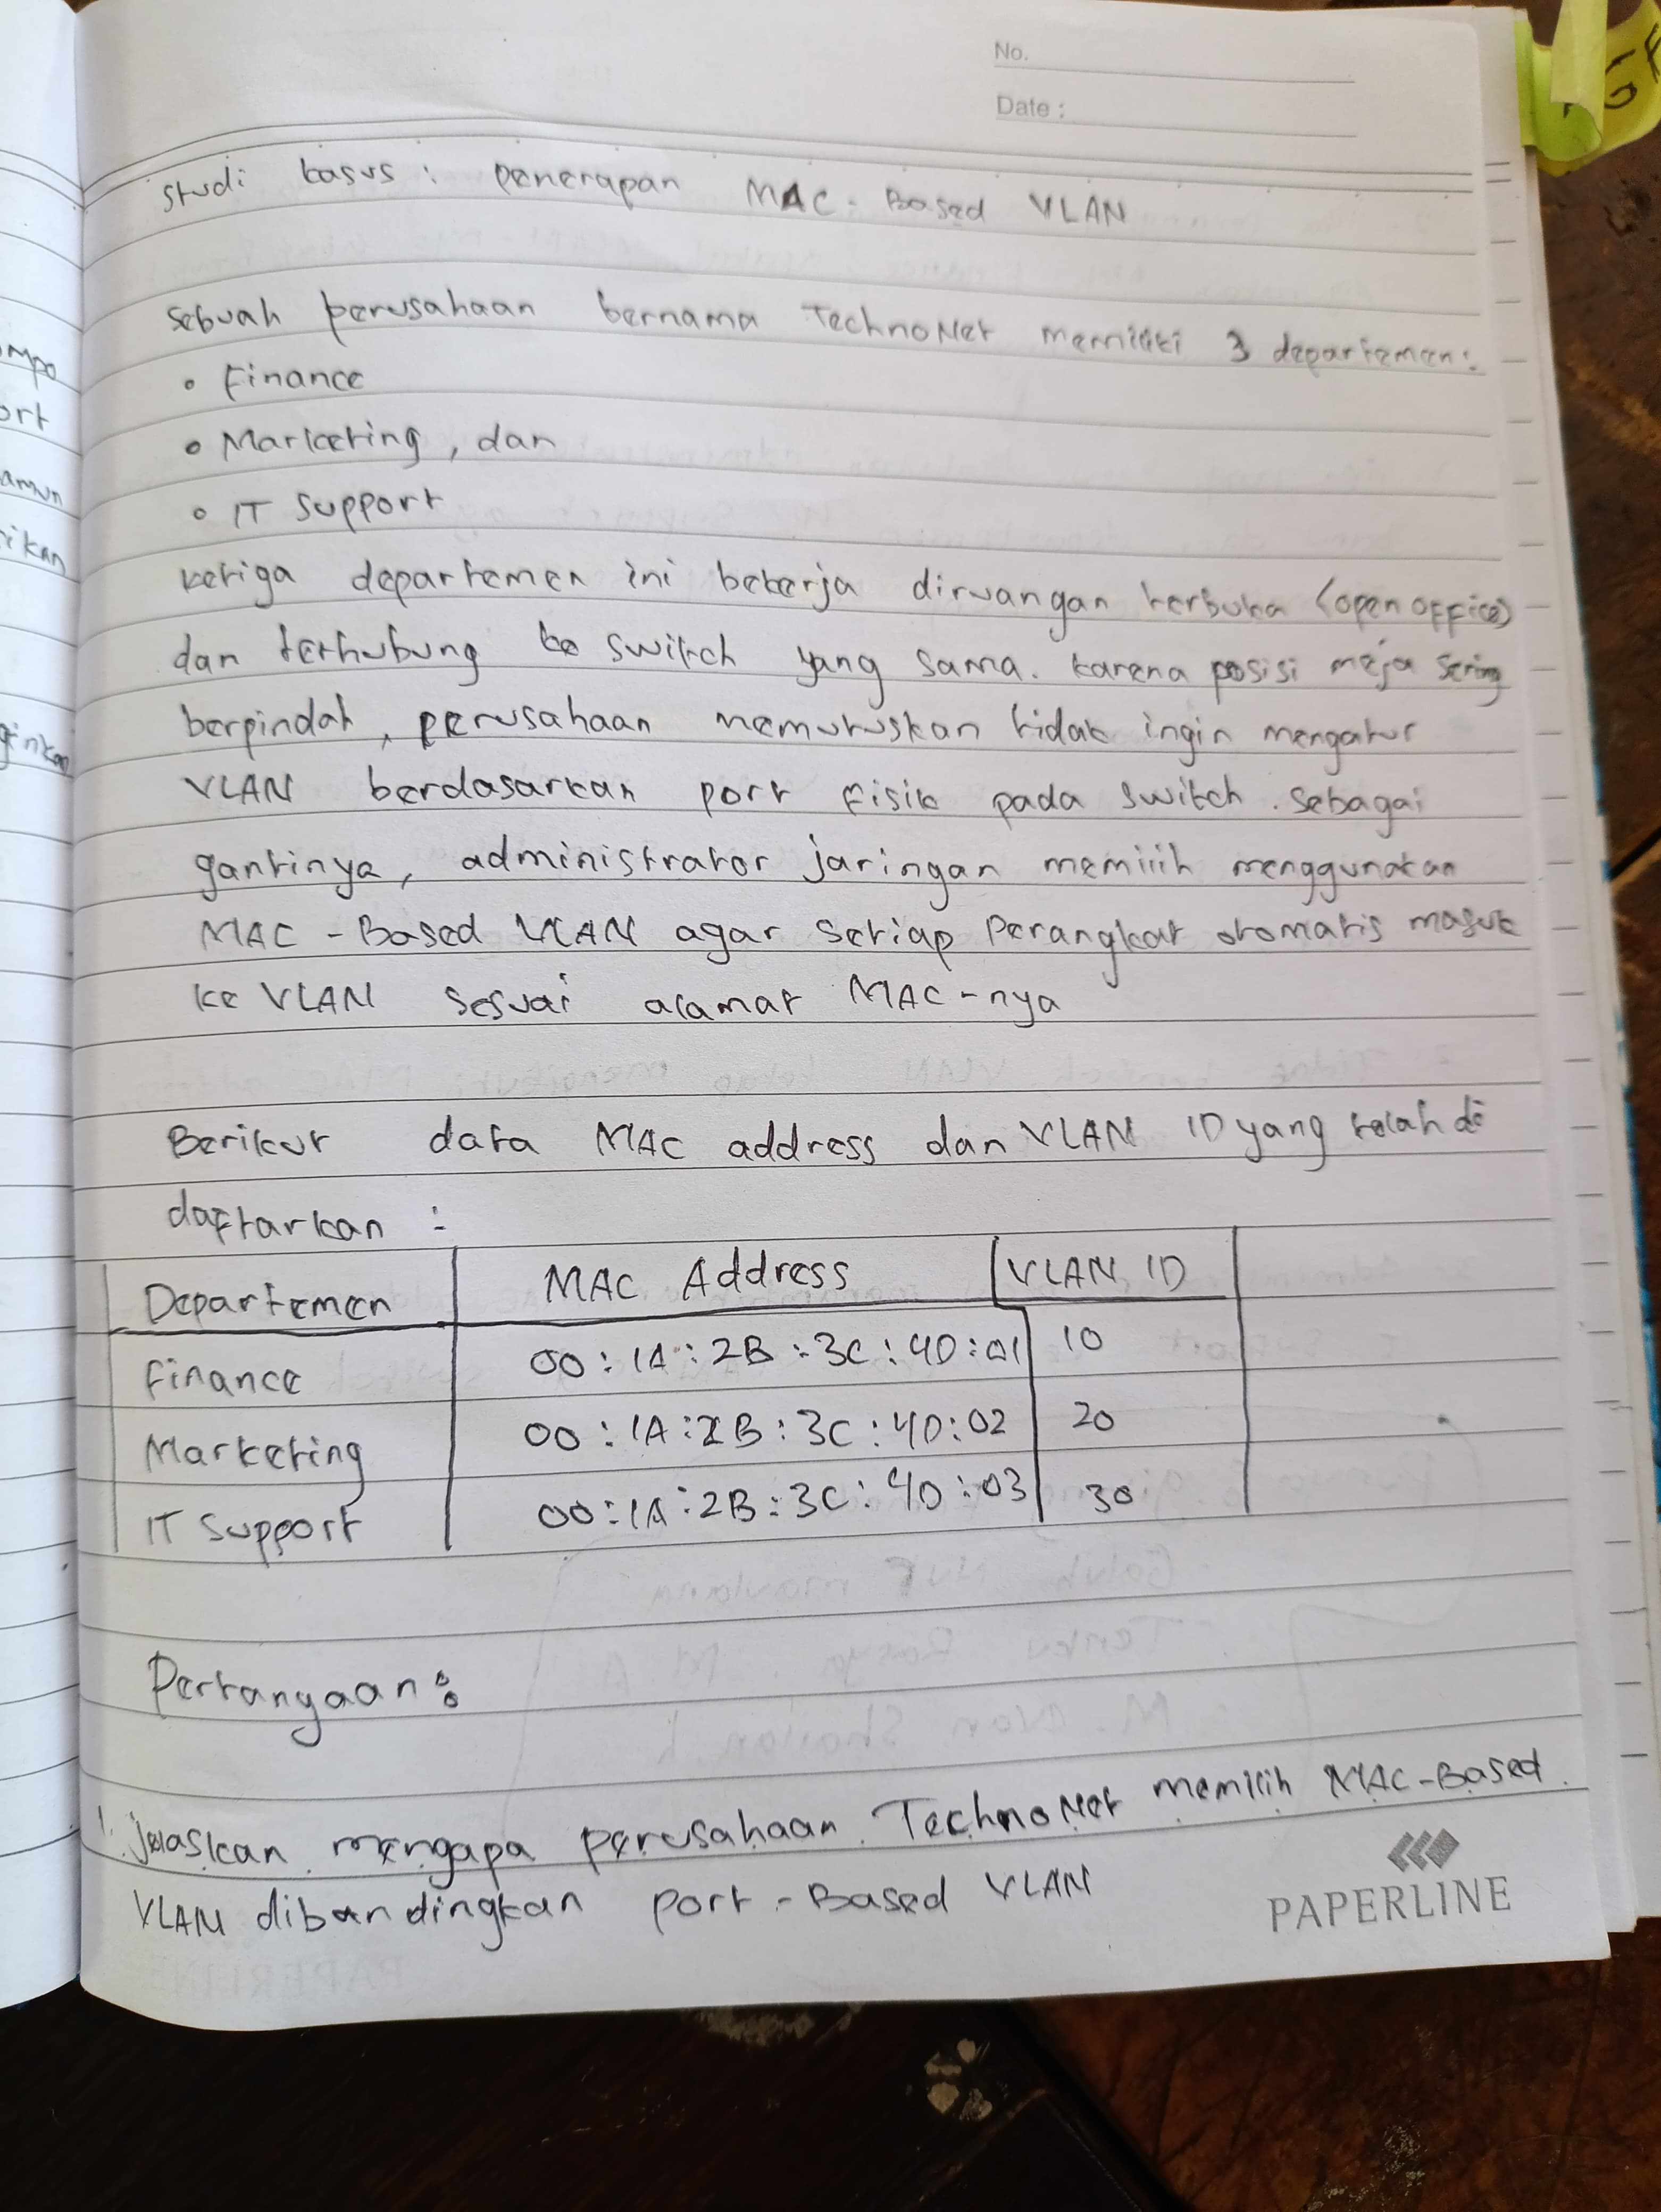 No.
Date :
Studi kasus : penerapan MAC-Based VLAN
Sebuah perusahaan bernama TechnoNet memiliki 3 departemen:
• Finance
• Marketing, dan
• IT Support
ketiga departemen ini bekerja diruangan terbuka (open office)
dan terhubung ke switch yang sama. karena posisi meja sering
berpindah, perusahaan memutuskan tidak ingin mengatur
VLAN berdasarkan port fisik pada switch. Sebagai
gantinya, administrator jaringan memilih menggunakan
MAC-Based VLAN agar setiap perangkat otomatis masuk
ke VLAN sesuai alamat MAC-nya
Berikut data MAC address dan VLAN ID yang telah di
daftarkan :
Departemen MAC Address VLAN ID
Finance 00:1A:2B:3C:4D:01 10
Marketing 00:1A:2B:3C:4D:02 20
IT Support 00:1A:2B:3C:4D:03 30
Pertanyaan:
1. jelaskan mengapa perusahaan TechnoNet memilih MAC-Based
VLAN dibandingkan port-Based VLAN
PAPERLINE
ort
amun
ikan